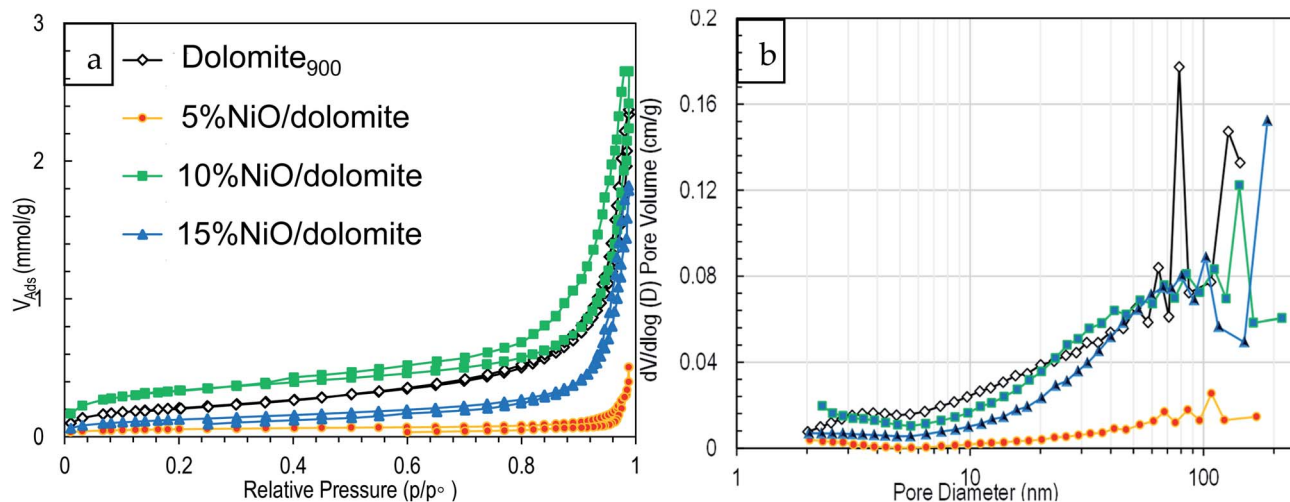 a
Dolomite900
5%NiO/dolomite
10%NiO/dolomite
15%NiO/dolomite
VAds (mmol/g)
3
2
1
0
0
0.2
0.4
0.6
0.8
1
Relative Pressure (p/p°)
b
dV/dlog (D) Pore Volume (cm/g)
0.2
0.16
0.12
0.08
0.04
0
1
10
100
Pore Diameter (nm)